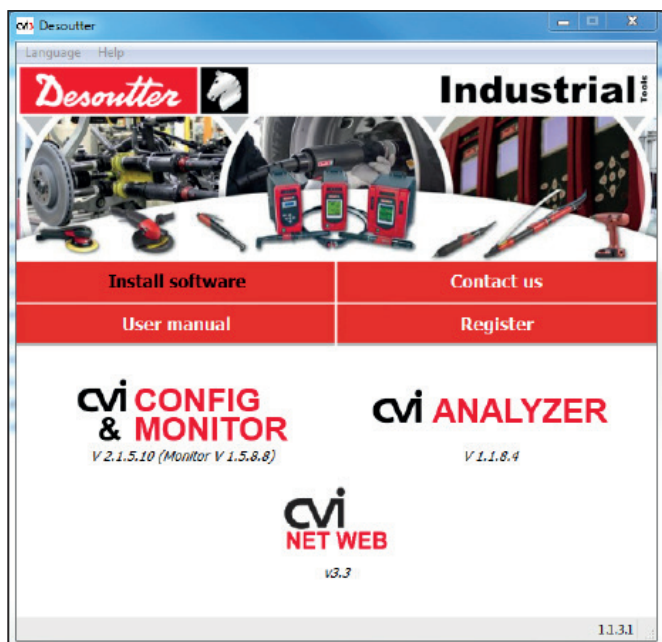 CVI3 Desoutter
Language Help
Desoutter Industrial Tools
Install software Contact us
User manual Register
CVI CONFIG
& MONITOR
V 2.1.5.10 (Monitor V 1.5.8.8)
CVI ANALYZER
V 1.1.8.4
CVI
NET WEB
v3.3
1.1.3.1